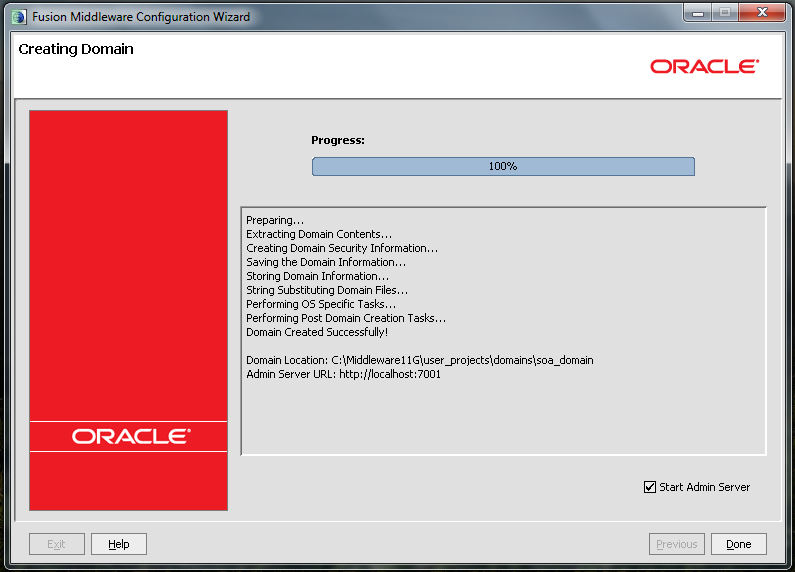 Fusion Middleware Configuration Wizard
Creating Domain
ORACLE®
Progress:
100%
Preparing...
Extracting Domain Contents...
Creating Domain Security Information...
Saving the Domain Information...
Storing Domain Information...
String Substituting Domain Files...
Performing OS Specific Tasks...
Performing Post Domain Creation Tasks...
Domain Created Successfully!
Domain Location: C:\Middleware11G\user_projects\domains\soa_domain
Admin Server URL: http://localhost:7001
ORACLE®
Start Admin Server
Exit Help Previous Done